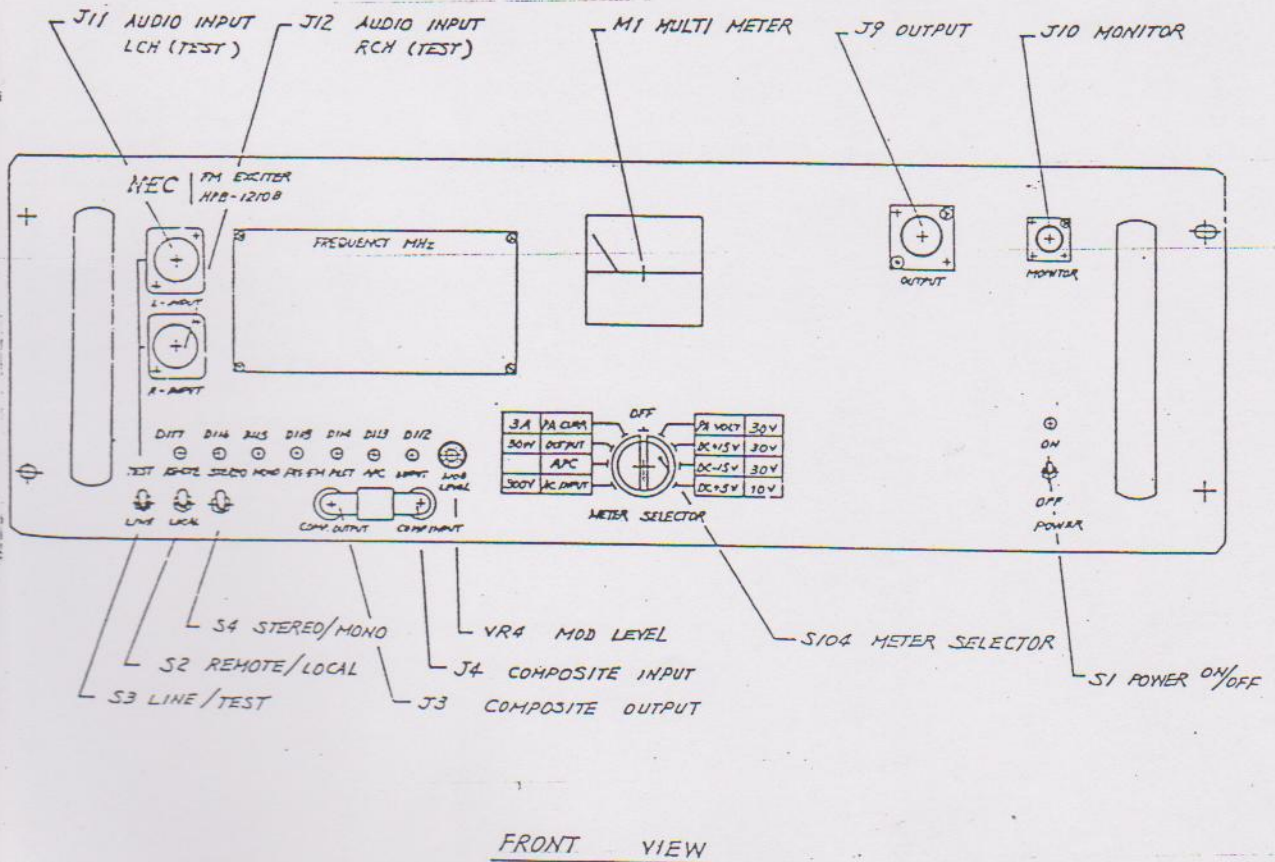 J11 AUDIO INPUT
LCH (TEST)
J12 AUDIO INPUT
RCH (TEST)
M1 MULTI METER
J9 OUTPUT
J10 MONITOR
NEC
FM EXCITER
HPB-1210B
FREQUENCY MHz
L-INPUT
R-INPUT
OUTPUT
MONITOR
D117 D116 D115 D114 D113 D112
TEST REMOTE STEREO MONO PILOT APC INPUT
MOD
LEVEL
LINE LOCAL
COMP.OUTPUT COMP.INPUT
OFF
3A PA CURR
30W OUTPUT
APC
300V AC INPUT
PA VOLT 30V
DC+15V 30V
DC-15V 30V
DC+5V 10V
METER SELECTOR
ON
OFF
POWER
S4 STEREO/MONO
S2 REMOTE/LOCAL
S3 LINE/TEST
VR4 MOD LEVEL
J4 COMPOSITE INPUT
J3 COMPOSITE OUTPUT
S104 METER SELECTOR
S1 POWER ON/OFF
FRONT VIEW